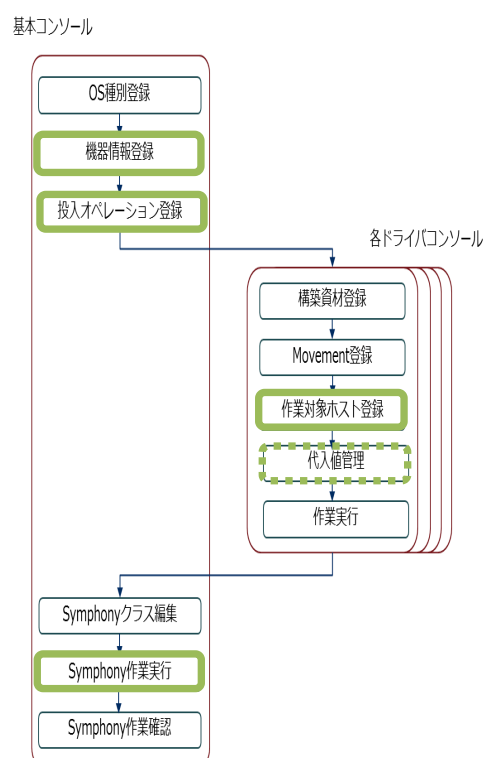 基本コンソール
OS種別登録
機器情報登録
投入オペレーション登録
各ドライバコンソール
構築資材登録
Movement登録
作業対象ホスト登録
代入値管理
作業実行
Symphonyクラス編集
Symphony作業実行
Symphony作業確認